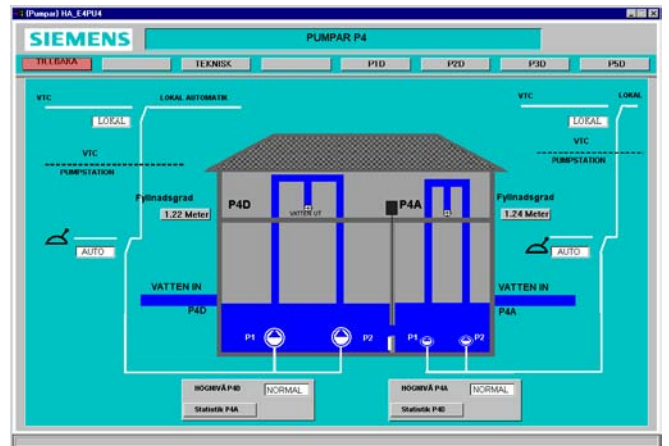 (Pumpar) HA_E4PU4
SIEMENS
PUMPAR P4
TILLBAKA TEKNISK P1D P2D P3D P5D
VTC LOKAL AUTOMATIK VTC LOKAL
LOKAL LOKAL
VTC VTC
PUMPSTATION PUMPSTATION
Fyllnadsgrad Fyllnadsgrad
P4D VATTEN UT P4A
1.22 Meter 1.24 Meter
AUTO AUTO
VATTEN IN VATTEN IN
P4D P4A
P1 P2 P1 P2
HÖGNIVÅ P4D NORMAL HÖGNIVÅ P4A NORMAL
Statistik P4A Statistik P4D